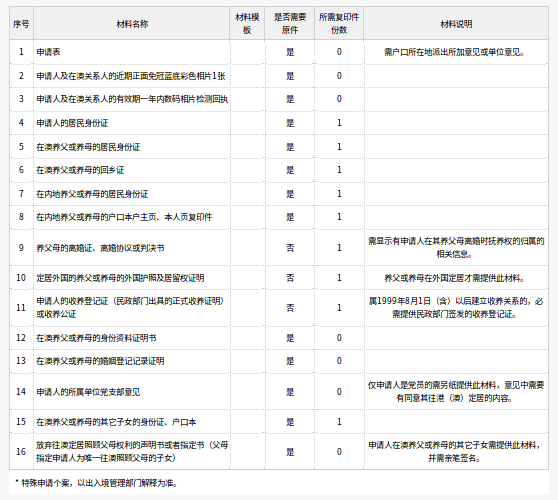 序号 材料名称 材料模板 是否需要原件 所需复印件份数 材料说明
1 申请表 是 0 需户口所在地派出所加意见或单位意见。
2 申请人及在澳关系人的近期正面免冠蓝底彩色相片1张 是 0
3 申请人及在澳关系人的有效期一年内数码相片检测回执 是 0
4 申请人的居民身份证 是 1
5 在澳养父或养母的居民身份证 是 1
6 在澳养父或养母的回乡证 是 1
7 在内地养父或养母的居民身份证 是 1
8 在内地养父或养母的户口本户主页、本人页复印件 是 1
9 养父母的离婚证、离婚协议或判决书 否 1 需显示有申请人在其养父母离婚时抚养权的归属的
相关信息。
10 定居外国的养父或养母的外国护照及居留权证明 否 1 养父或养母在外国定居才需提供此材料。
11 申请人的收养登记证（民政部门出具的正式收养证明）
或收养公证 否 1 属1999年8月1日（含）以后建立收养关系的，必
需提供民政部门签发的收养登记证。
12 在澳养父或养母的身份资料证明书 是 0
13 在澳养父或养母的婚姻登记记录证明 是 0
14 申请人的所属单位党支部意见 是 0 仅申请人是党员的需另纸提供此材料，意见中需要
有同意其往港（澳）定居的内容。
15 在澳养父或养母的其它子女的身份证、户口本 是 1
16 放弃往澳定居照顾父母权利的声明书或者指定书（父母
指定申请人为唯一往澳照顾父母的子女） 是 0 申请人在澳养父或养母的其它子女需提供此材料，
并需亲笔签名。
* 特殊申请个案，以出入境管理部门解释为准。